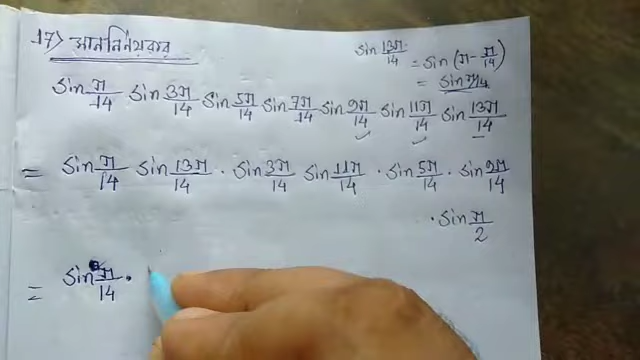 17> মান নির্নয় কর
sin 13π/14 = sin (π - π/14)
= sin π/14
sin π/14 sin 3π/14 sin 5π/14 sin 7π/14 sin 9π/14 sin 11π/14 sin 13π/14
= sin π/14 sin 13π/14 · sin 3π/14 sin 11π/14 · sin 5π/14 · sin 9π/14
· sin π/2
= sin π/14 ·